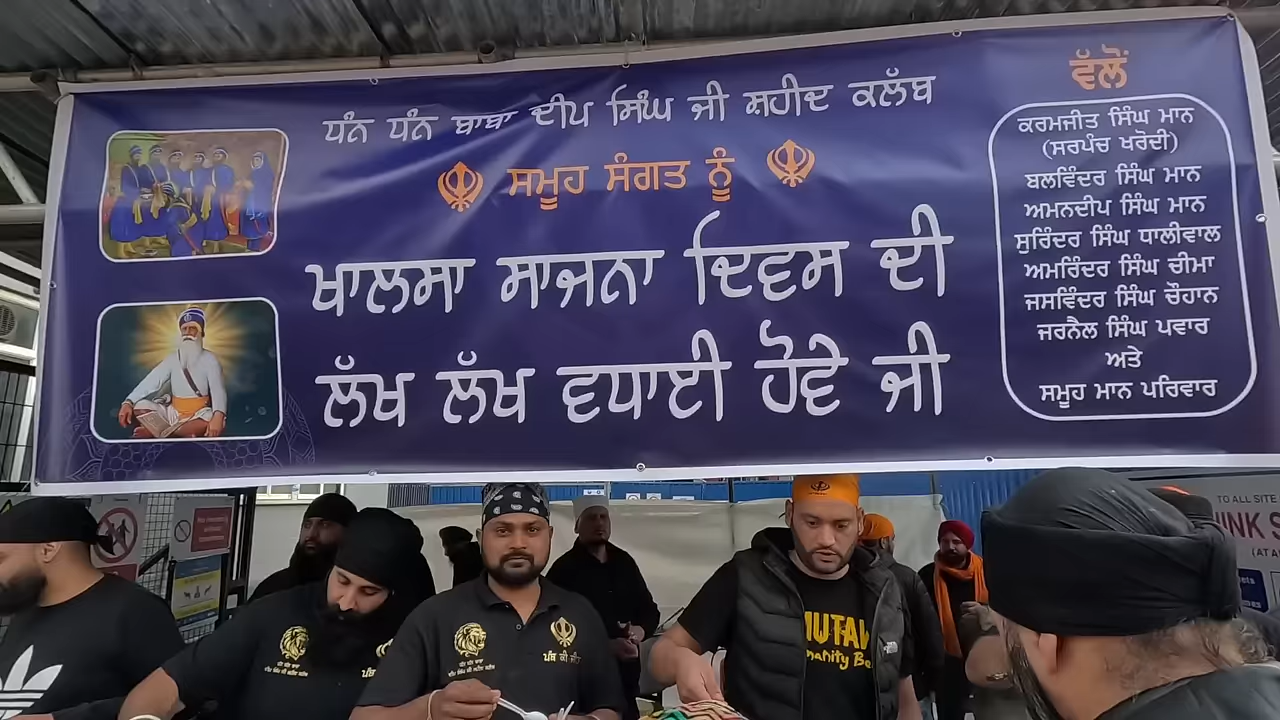 ਧੰਨ ਧੰਨ ਬਾਬਾ ਦੀਪ ਸਿੰਘ ਜੀ ਸ਼ਹੀਦ ਕਲੱਬ
ਸਮੂਹ ਸੰਗਤ ਨੂੰ
ਖਾਲਸਾ ਸਾਜਨਾ ਦਿਵਸ ਦੀ
ਲੱਖ ਲੱਖ ਵਧਾਈ ਹੋਵੇ ਜੀ
ਵੱਲੋਂ
ਕਰਮਜੀਤ ਸਿੰਘ ਮਾਨ
(ਸਰਪੰਚ ਖਰੋਦੀ)
ਬਲਵਿੰਦਰ ਸਿੰਘ ਮਾਨ
ਅਮਨਦੀਪ ਸਿੰਘ ਮਾਨ
ਸੁਰਿੰਦਰ ਸਿੰਘ ਧਾਲੀਵਾਲ
ਅਮਰਿੰਦਰ ਸਿੰਘ ਚੀਮਾ
ਜਸਵਿੰਦਰ ਸਿੰਘ ਚੌਹਾਨ
ਜਰਨੈਲ ਸਿੰਘ ਪਵਾਰ
ਅਤੇ
ਸਮੂਹ ਮਾਨ ਪਰਿਵਾਰ
TO ALL SITE